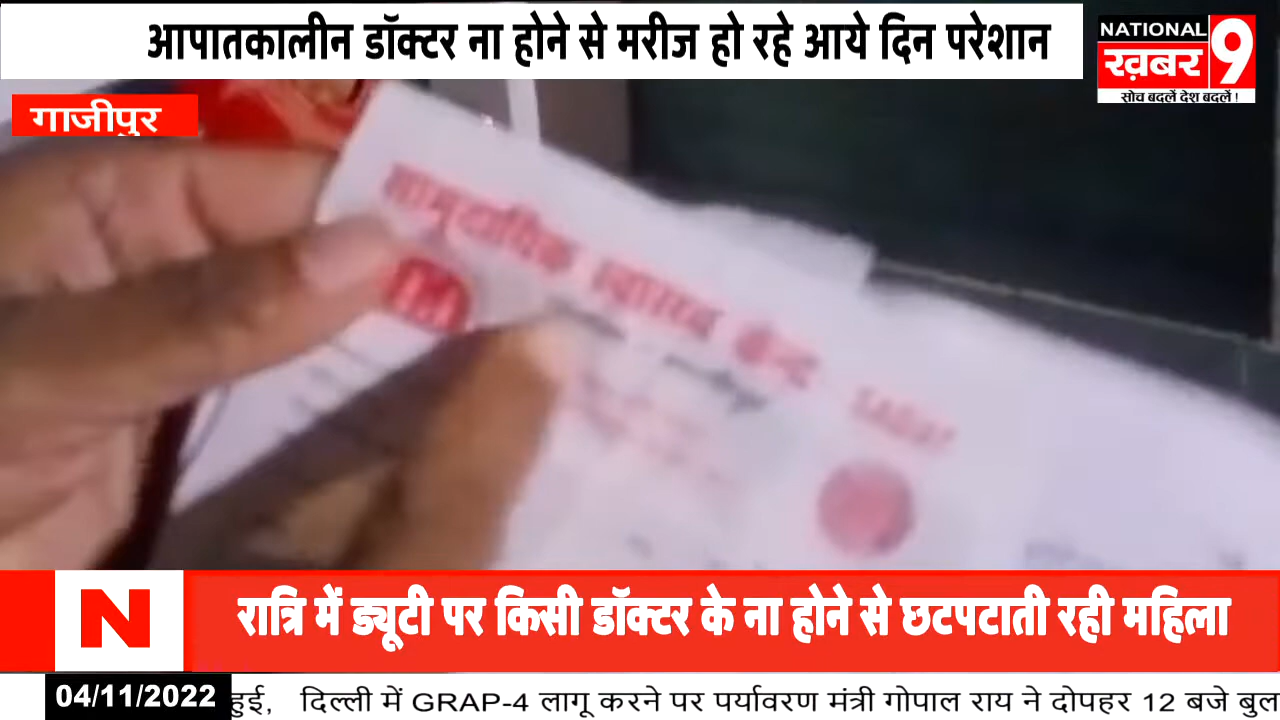 आपातकालीन डॉक्टर ना होने से मरीज हो रहे आये दिन परेशान
NATIONAL
ख़बर 9
सोच बदलें देश बदलें !
गाजीपुर
सामुदायिक स्वास्थ्य केन्द्र
N
रात्रि में ड्यूटी पर किसी डॉक्टर के ना होने से छटपटाती रही महिला
04/11/2022
हुई, दिल्ली में GRAP-4 लागू करने पर पर्यावरण मंत्री गोपाल राय ने दोपहर 12 बजे बुल